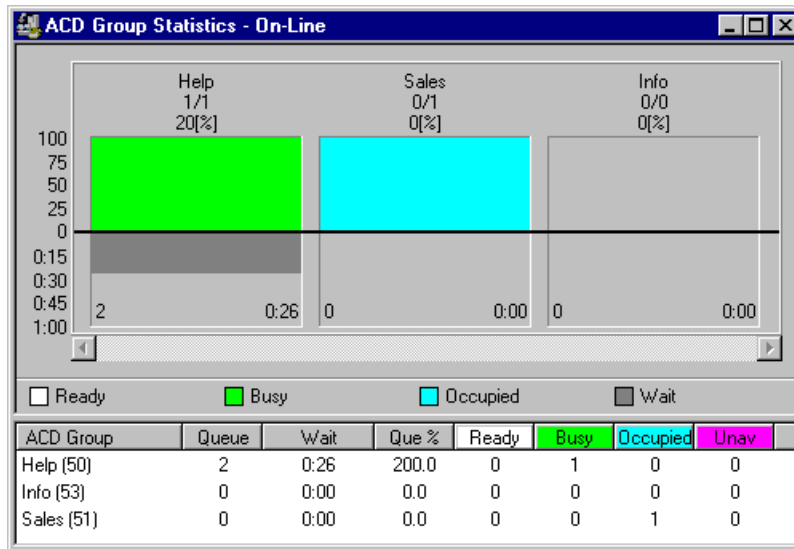 ACD Group Statistics - On-Line
Help Sales Info
1/1 0/1 0/0
20[%] 0[%] 0[%]
100
75
50
25
0
0:15
0:30
0:45
1:00
2 0:26 0 0:00 0 0:00
Ready Busy Occupied Wait
ACD Group Queue Wait Que % Ready Busy Occupied Unav
Help (50) 2 0:26 200.0 0 1 0 0
Info (53) 0 0:00 0.0 0 0 0 0
Sales (51) 0 0:00 0.0 0 0 1 0